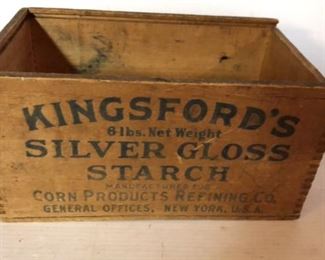 KINGSFORD'S
6 lbs. Net Weight
SILVER GLOSS
STARCH
MANUFACTURED FOR
CORN PRODUCTS REFINING CO.
GENERAL OFFICES, NEW YORK, U.S.A.